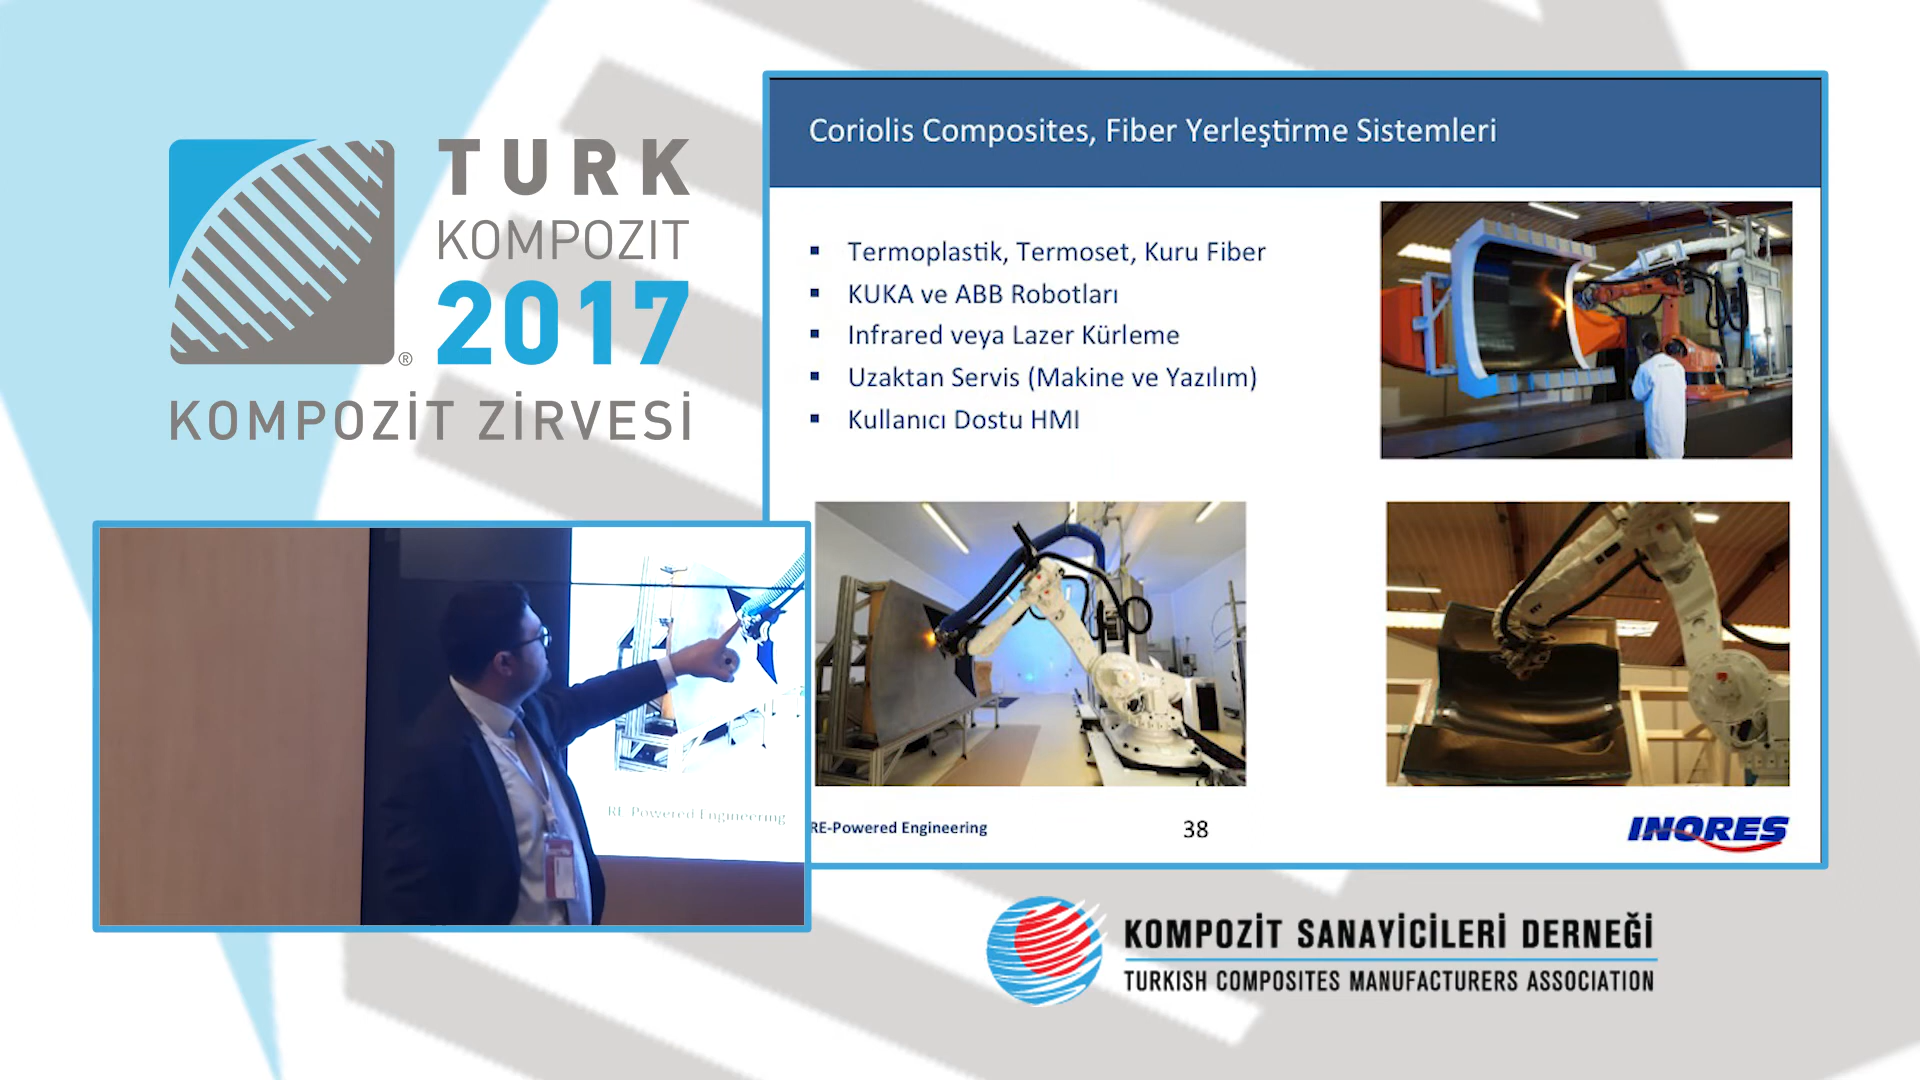 TURK
KOMPOZIT
2017
®
KOMPOZİT ZİRVESİ
Coriolis Composites, Fiber Yerleştirme Sistemleri
Termoplastik, Termoset, Kuru Fiber
KUKA ve ABB Robotları
Infrared veya Lazer Kürleme
Uzaktan Servis (Makine ve Yazılım)
Kullanıcı Dostu HMI
RE-Powered Engineering
38
INORES
RE-Powered Engineering
KOMPOZİT SANAYİCİLERİ DERNEĞİ
TURKISH COMPOSITES MANUFACTURERS ASSOCIATION